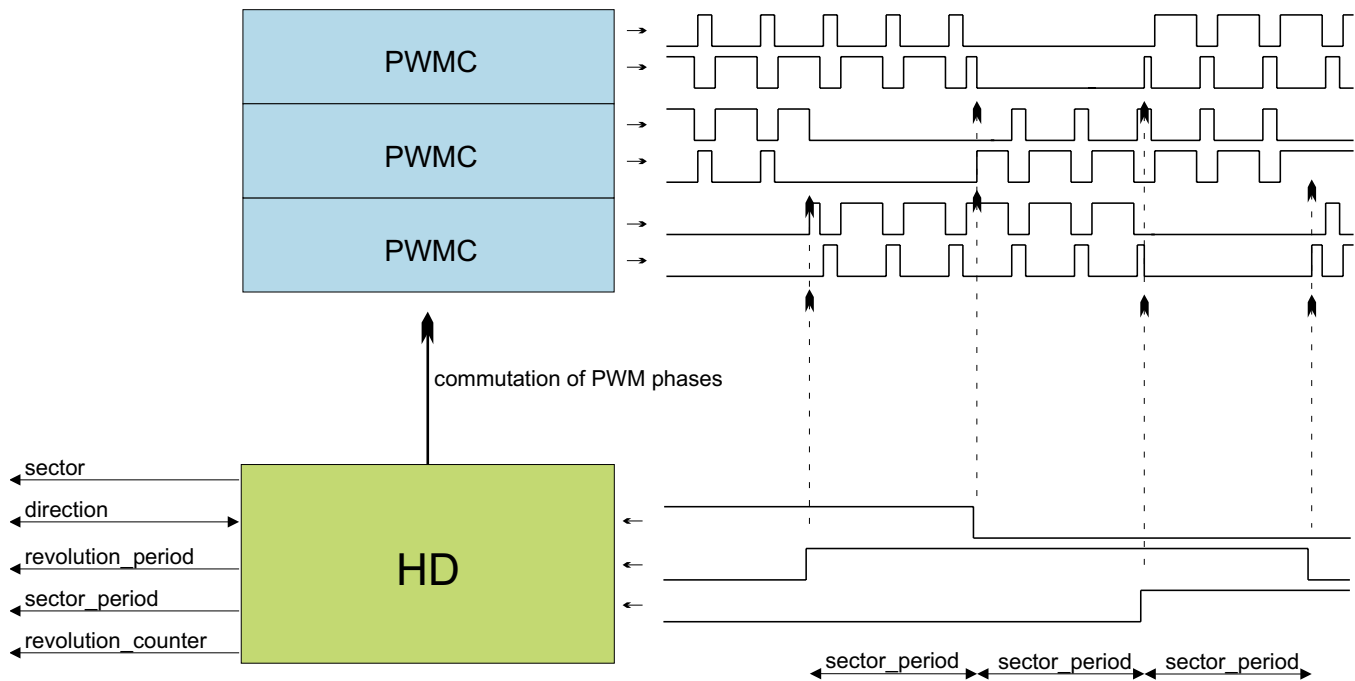 PWMC
PWMC
PWMC
commutation of PWM phases
sector
direction
revolution_period
sector_period
revolution_counter
HD
sector_period
sector_period
sector_period